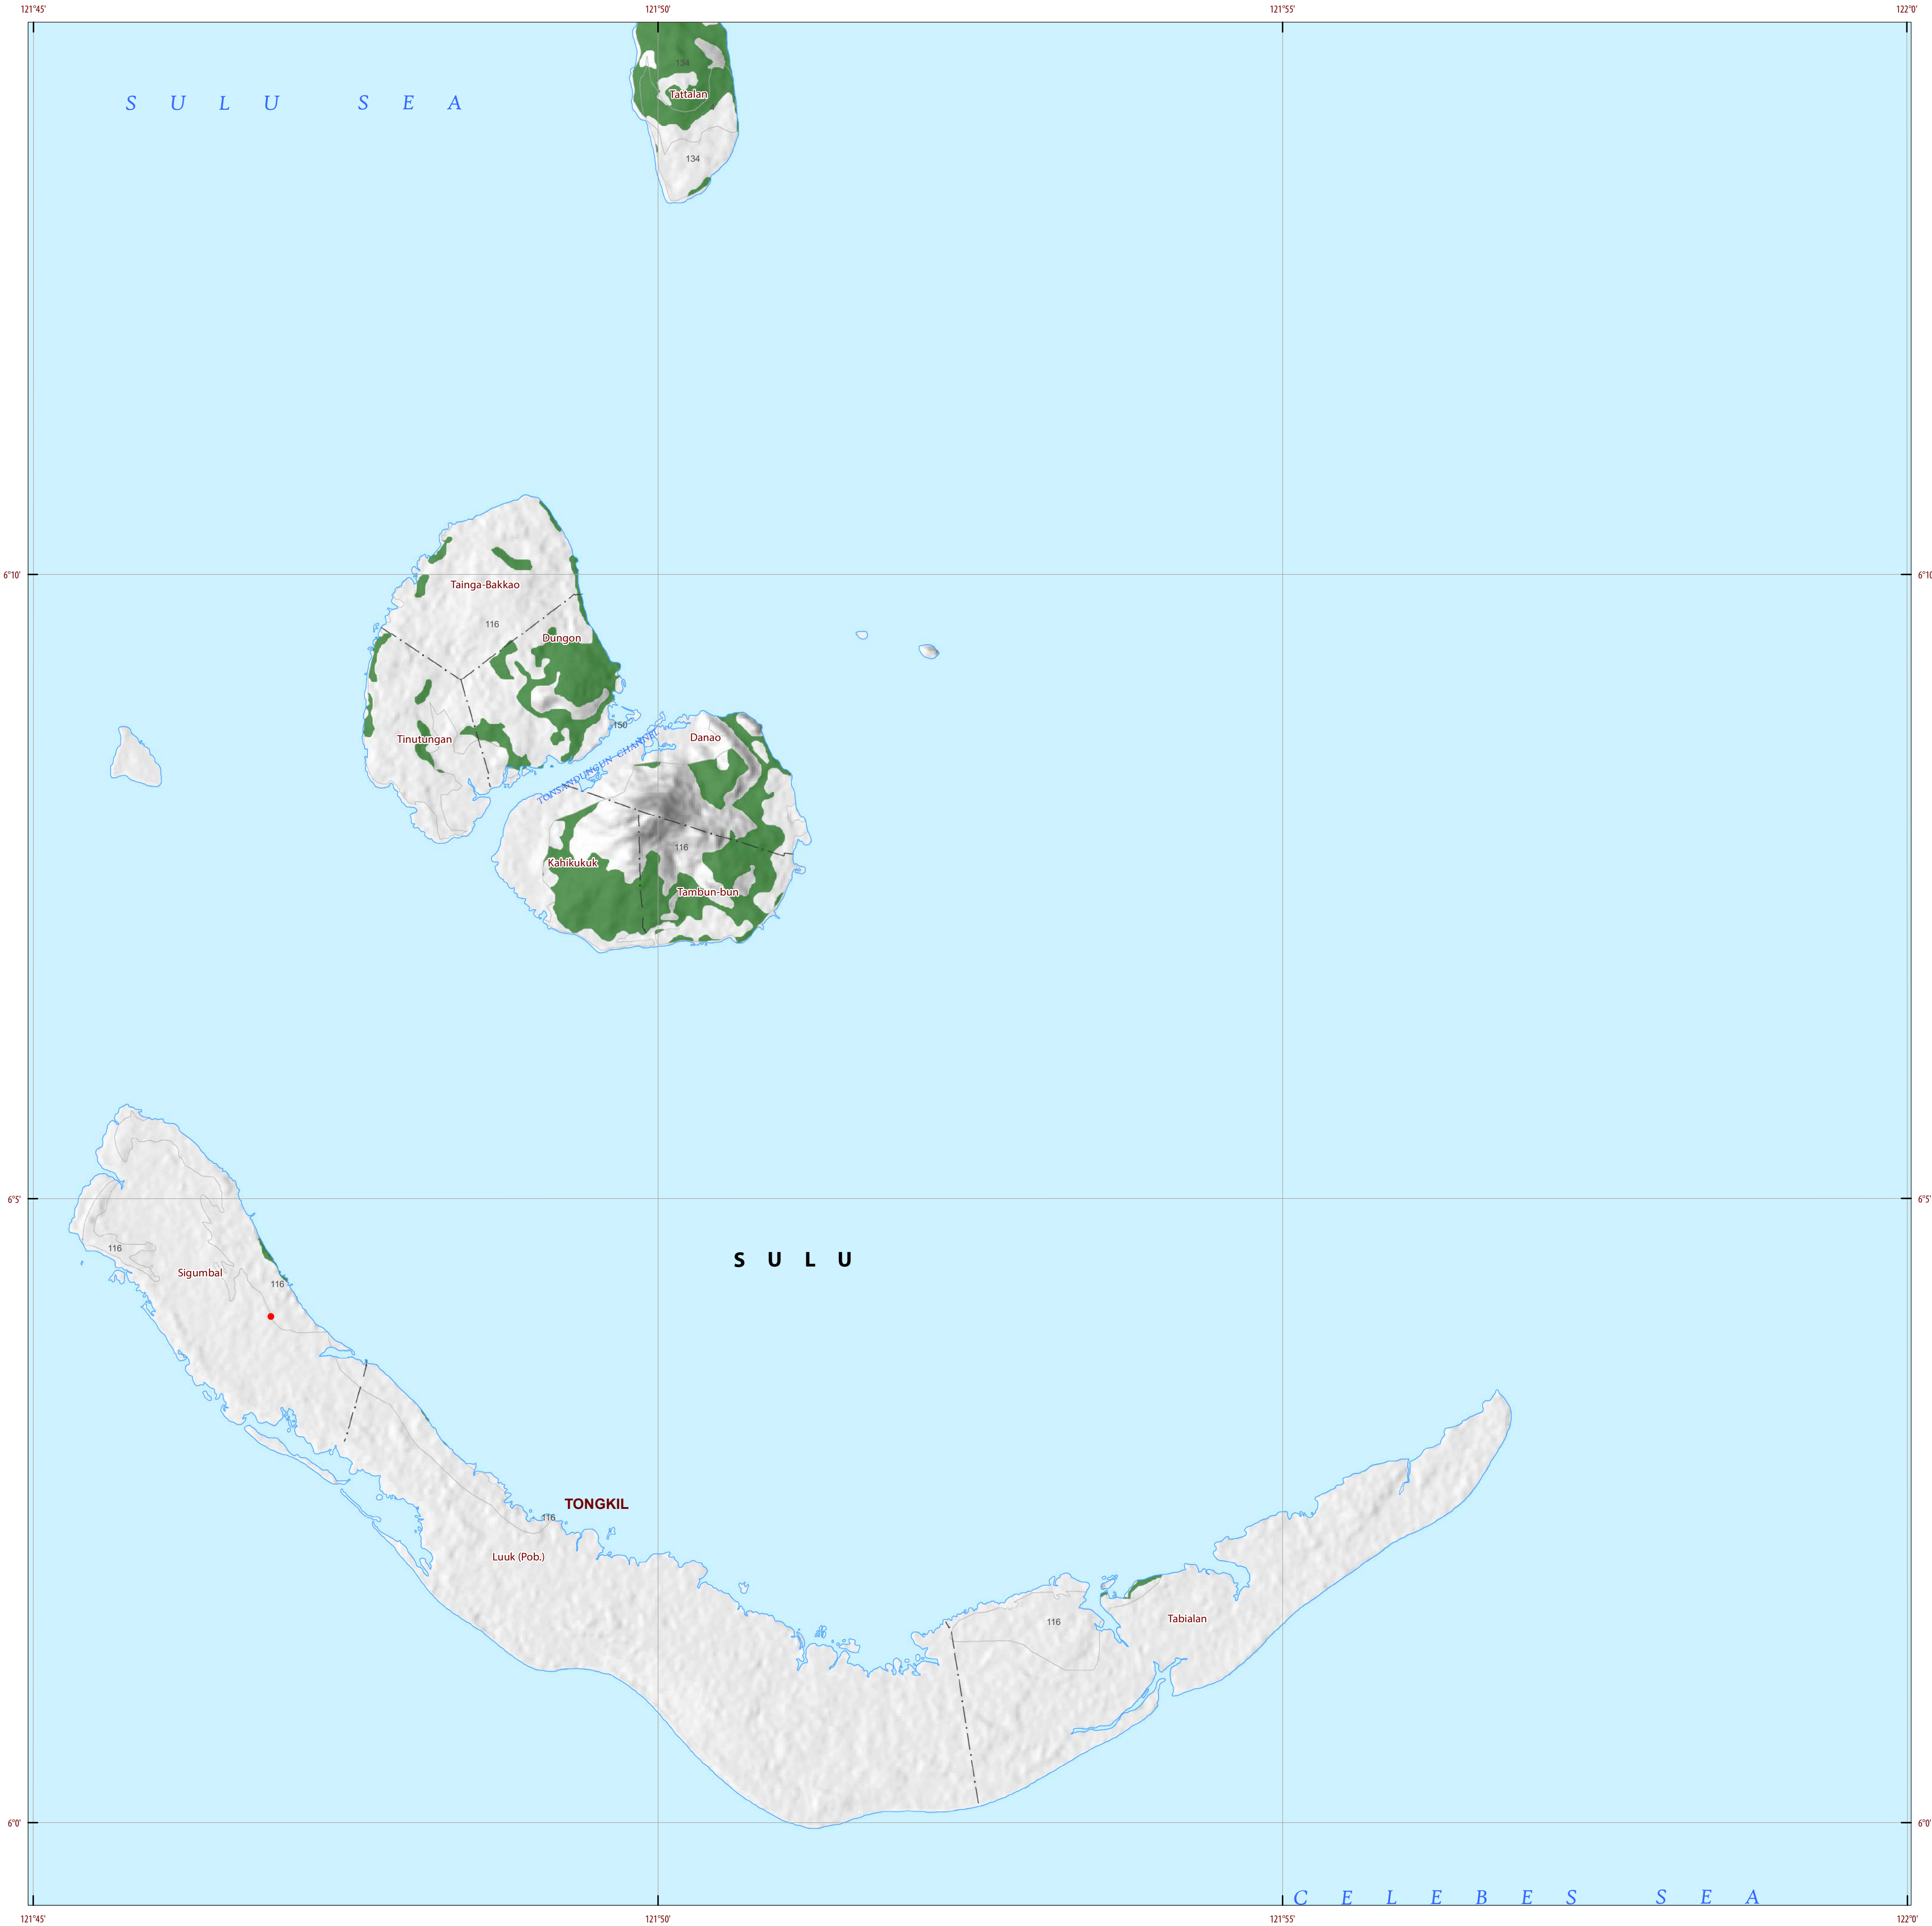 121°45' 121°50' 121°55' 122°0'
134
S U L U S E A
Tattalan
134
6°10' 6°10'
Tainga-Bakkao
116
Dungon
150
Danao
Tinutungan
TONSANDUNGUN CHANNEL
116
Kahikukuk
Tambun-bun
6°5' 6°5'
116
S U L U
Sigumbal
116
TONGKIL
116
Luuk (Pob.)
Tabialan
116
6°0' 6°0'
C E L E B E S S E A
121°45' 121°50' 121°55' 122°0'